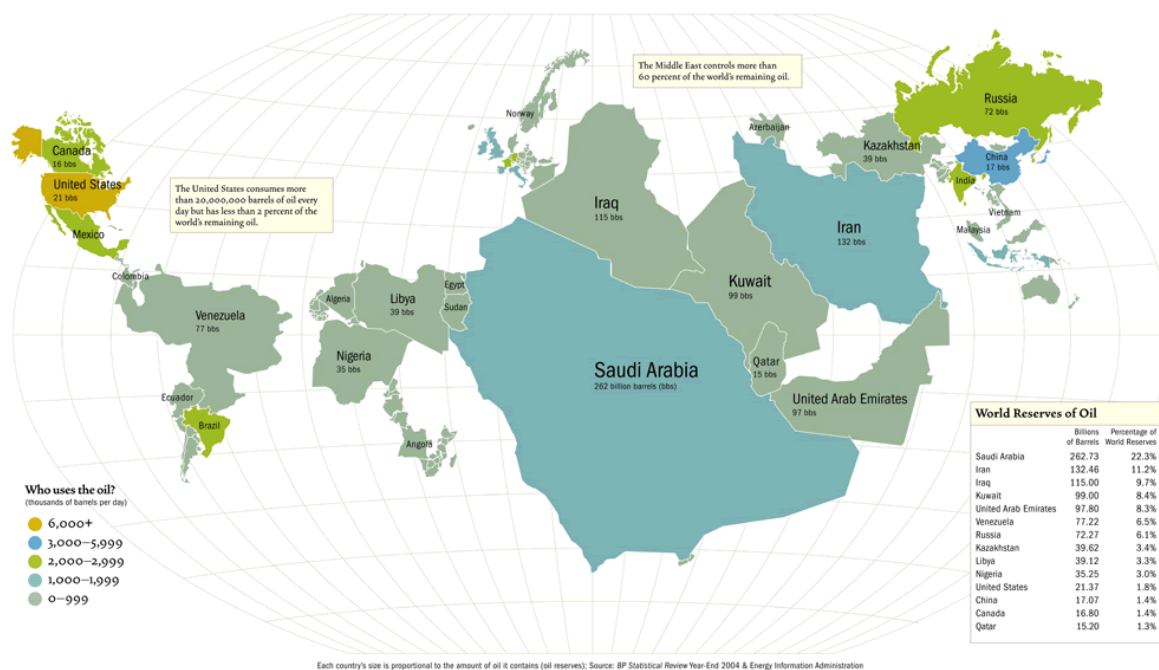 The Middle East controls more than
60 percent of the world's remaining oil.
Norway
Azerbaijan
Russia
72 bbs
Canada
16 bbs
United States
21 bbs
Mexico
The United States consumes more
than 20,000,000 barrels of oil every
day but has less than 2 percent of the
world's remaining oil.
Kazakhstan
39 bbs
China
17 bbs
India
Vietnam
Malaysia
Iraq
115 bbs
Iran
132 bbs
Kuwait
99 bbs
Colombia
Venezuela
77 bbs
Algeria
Libya
39 bbs
Egypt
Sudan
Nigeria
35 bbs
Saudi Arabia
262 billion barrels (bbs)
Qatar
15 bbs
United Arab Emirates
97 bbs
Ecuador
Brazil
Angola
Who uses the oil?
(thousands of barrels per day)
6,000+
3,000–5,999
2,000–2,999
1,000–1,999
0–999
World Reserves of Oil
Billions Percentage of
of Barrels World Reserves
Saudi Arabia 262.73 22.3%
Iran 132.46 11.2%
Iraq 115.00 9.7%
Kuwait 99.00 8.4%
United Arab Emirates 97.80 8.3%
Venezuela 77.22 6.5%
Russia 72.27 6.1%
Kazakhstan 39.62 3.4%
Libya 39.12 3.3%
Nigeria 35.25 3.0%
United States 21.37 1.8%
China 17.07 1.4%
Canada 16.80 1.4%
Qatar 15.20 1.3%
Each country's size is proportional to the amount of oil it contains (oil reserves); Source: BP Statistical Review Year-End 2004 & Energy Information Administration